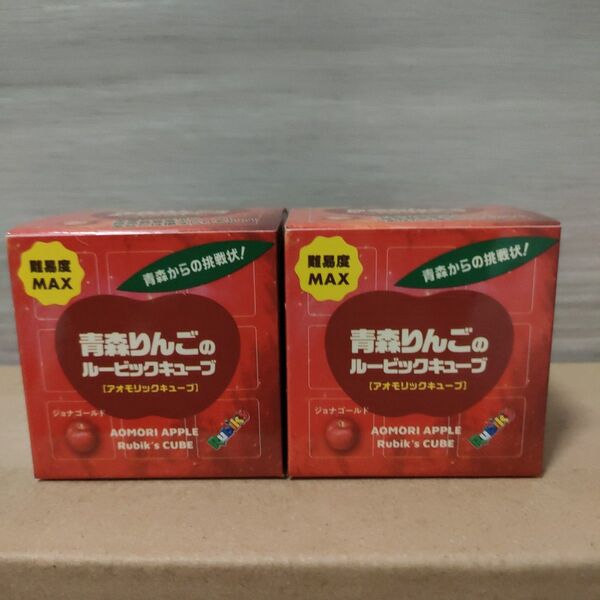 難易度
MAX
青森からの挑戦状!
青森りんごの
ルービックキューブ
[アオモリックキューブ]
ジョナゴールド
AOMORI APPLE
Rubik's CUBE
Rubik's
難易度
MAX
青森からの挑戦状!
青森りんごの
ルービックキューブ
[アオモリックキューブ]
ジョナゴールド
AOMORI APPLE
Rubik's CUBE
Rubik's